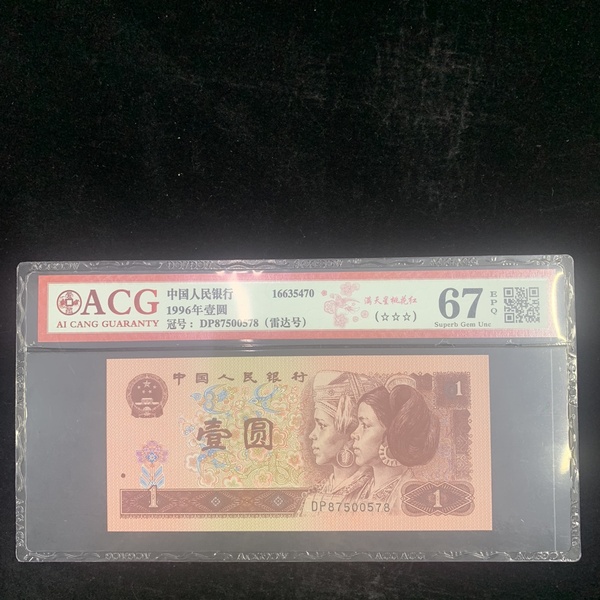 ACG
AI CANG GUARANTY
中国人民银行 16635470
1996年壹圆
冠号：DP87500578（雷达号）
满天星桃花红
(☆☆☆)
67
EPQ
Superb Gem Unc
中国人民银行
1
壹圆
DP87500578
1
1